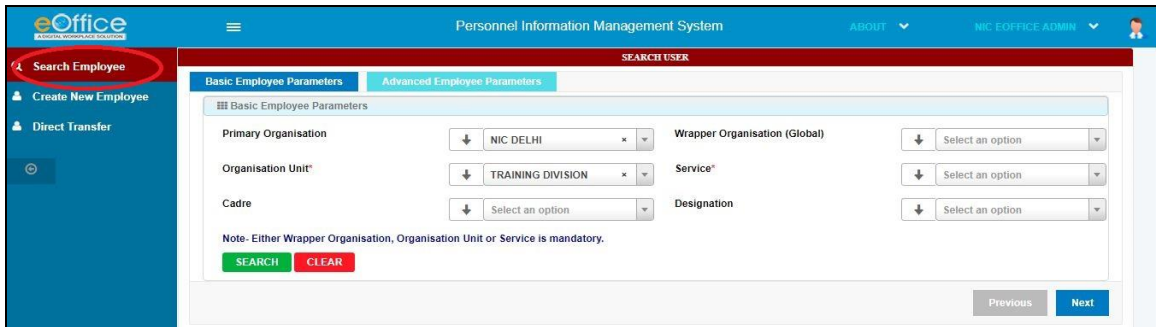 eOffice
A DIGITAL WORKPLACE SOLUTION
Personnel Information Management System
ABOUT
NIC EOFFICE ADMIN
Search Employee
Create New Employee
Direct Transfer
SEARCH USER
Basic Employee Parameters Advanced Employee Parameters
Basic Employee Parameters
Primary Organisation NIC DELHI × Wrapper Organisation (Global) Select an option
Organisation Unit* TRAINING DIVISION × Service* Select an option
Cadre Select an option Designation Select an option
Note- Either Wrapper Organisation, Organisation Unit or Service is mandatory.
SEARCH CLEAR
Previous Next